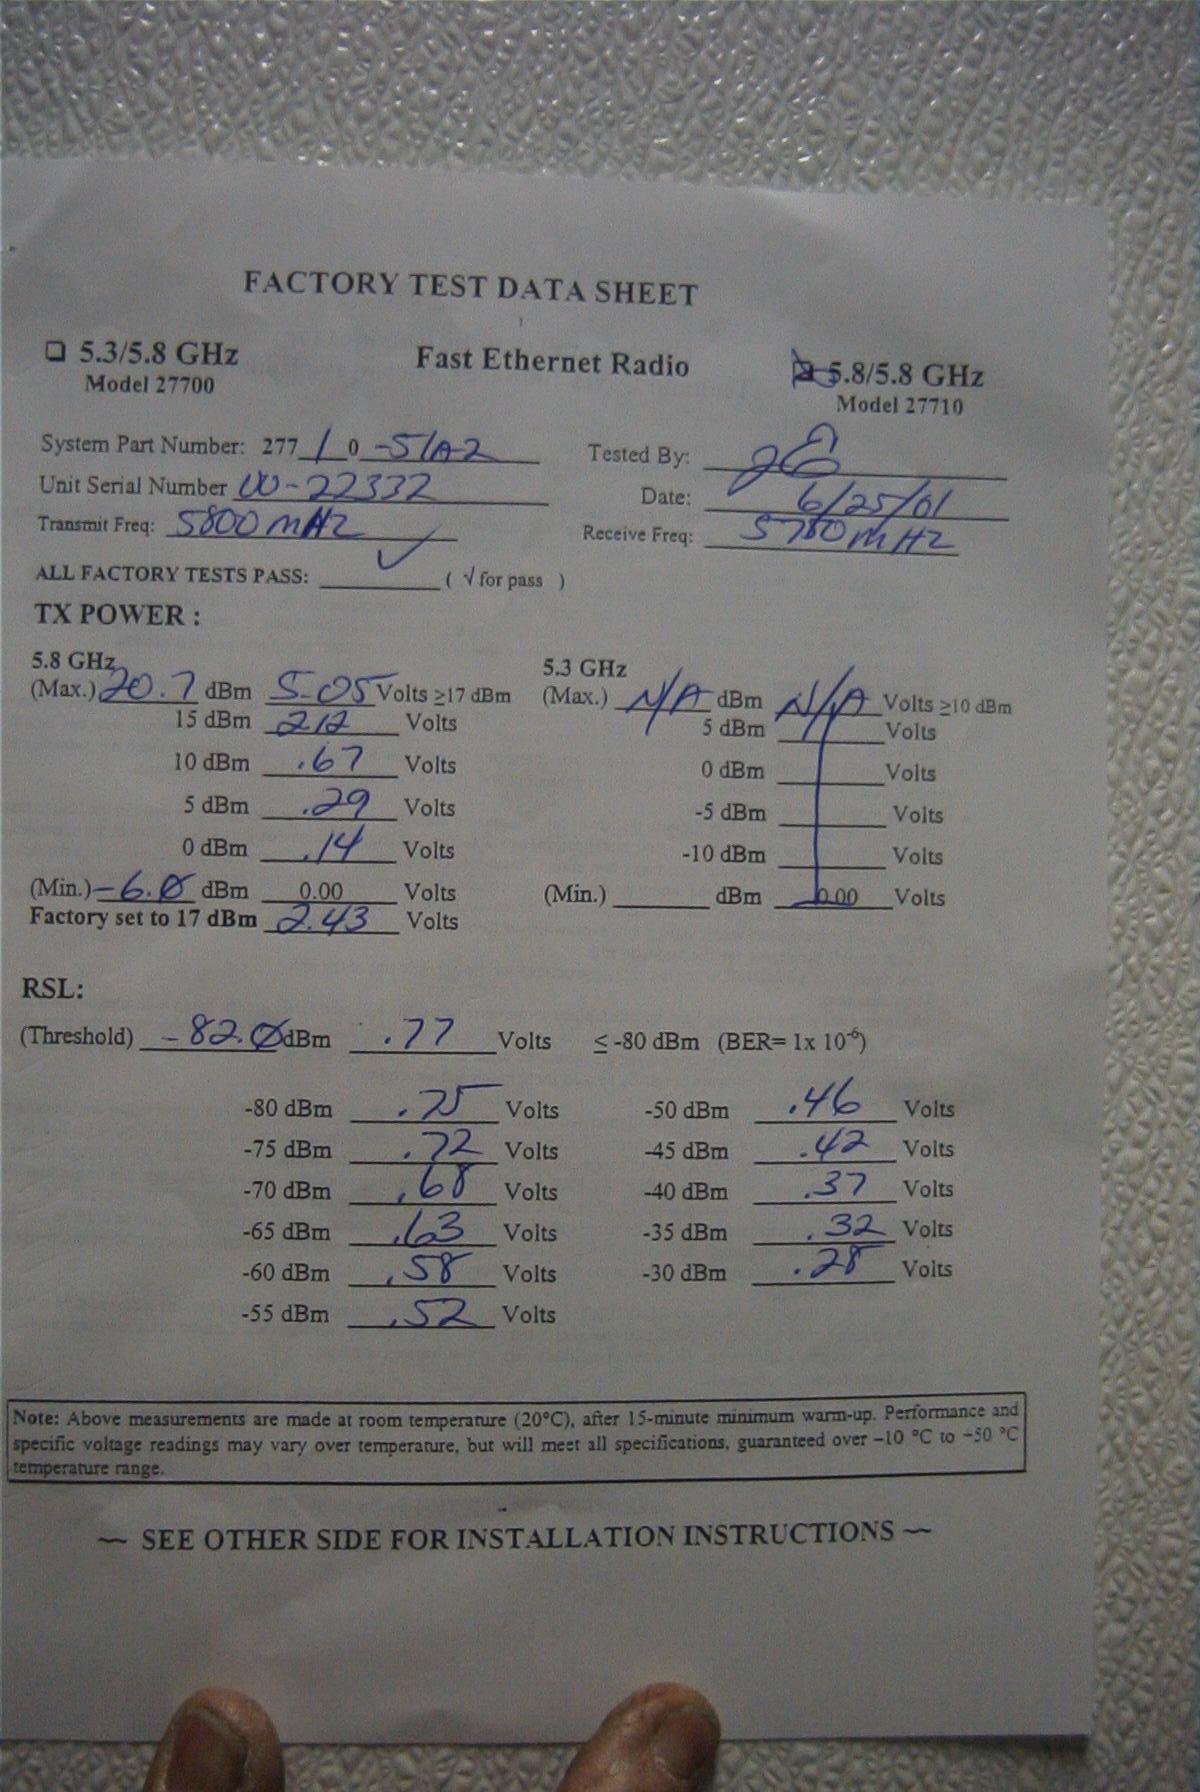 FACTORY TEST DATA SHEET
❑ 5.3/5.8 GHz Fast Ethernet Radio ❑ 5.8/5.8 GHz
Model 27700 Model 27710
System Part Number: 277 1 0 -51A-2 Tested By:
Unit Serial Number 00-22332 Date: 6/25/01
Transmit Freq: 5800 MHz Receive Freq: MHz
ALL FACTORY TESTS PASS: ✓ ( √ for pass )
TX POWER :
5.8 GHz 5.3 GHz
(Max.) 20.7 dBm 5.05 Volts ≥17 dBm (Max.) N/A dBm N/A Volts ≥10 dBm
15 dBm 2.12 Volts 5 dBm Volts
10 dBm .67 Volts 0 dBm Volts
5 dBm .29 Volts -5 dBm Volts
0 dBm .14 Volts -10 dBm Volts
(Min.) -6.0 dBm 0.00 Volts (Min.) dBm 0.00 Volts
Factory set to 17 dBm 2.43 Volts
RSL:
(Threshold) -82.0 dBm .77 Volts ≤ -80 dBm (BER= 1x 10⁻⁶)
-80 dBm .75 Volts -50 dBm .46 Volts
-75 dBm .72 Volts -45 dBm .42 Volts
-70 dBm .68 Volts -40 dBm .37 Volts
-65 dBm .63 Volts -35 dBm .32 Volts
-60 dBm .58 Volts -30 dBm .28 Volts
-55 dBm .52 Volts
Note: Above measurements are made at room temperature (20°C), after 15-minute minimum warm-up. Performance and
specific voltage readings may vary over temperature, but will meet all specifications, guaranteed over –10 °C to –50 °C
temperature range.
~ SEE OTHER SIDE FOR INSTALLATION INSTRUCTIONS ~